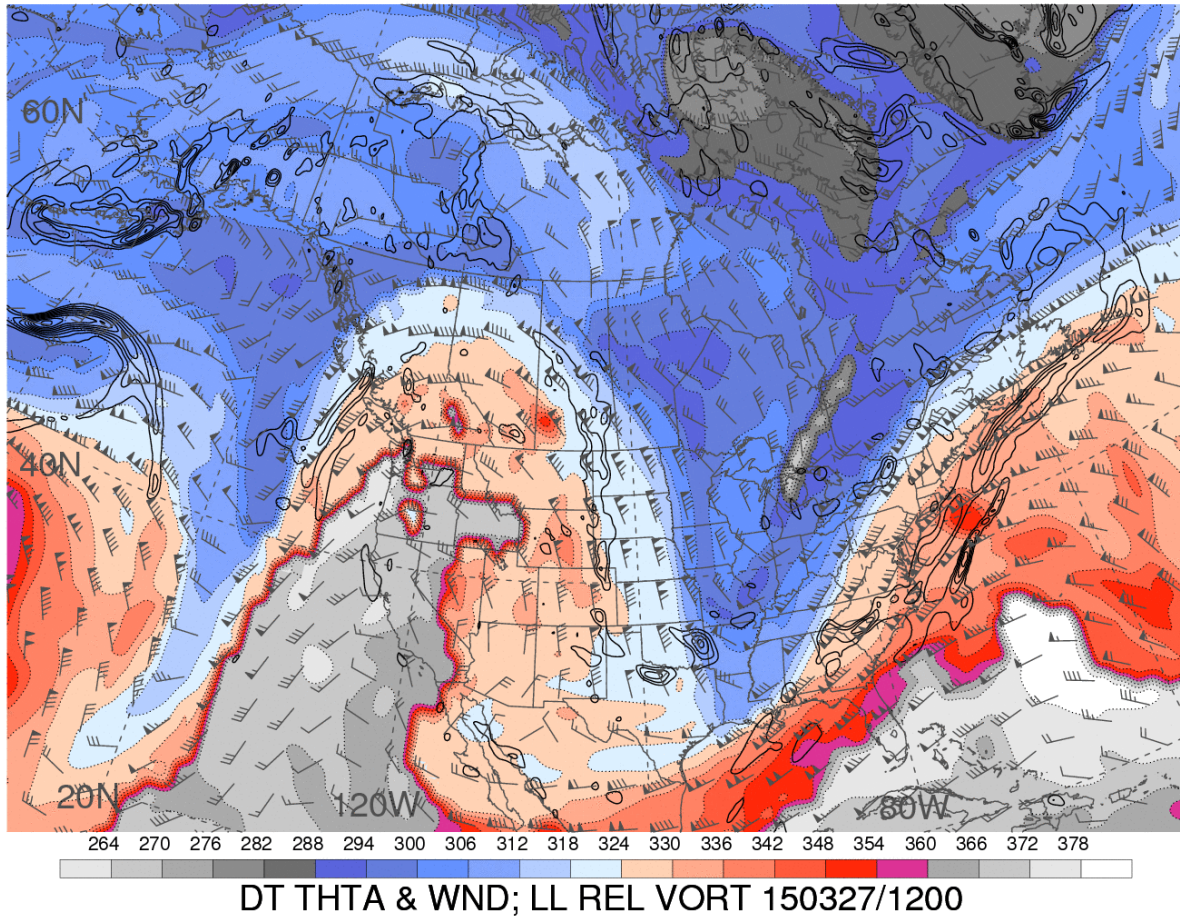 60N
40N
20N 120W 80W
264 270 276 282 288 294 300 306 312 318 324 330 336 342 348 354 360 366 372 378
DT THTA & WND; LL REL VORT 150327/1200